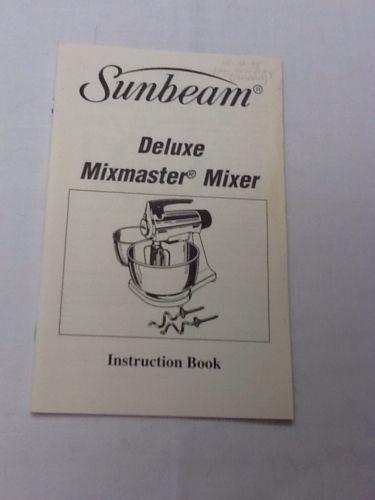 Sunbeam®
Deluxe
Mixmaster® Mixer
Instruction Book